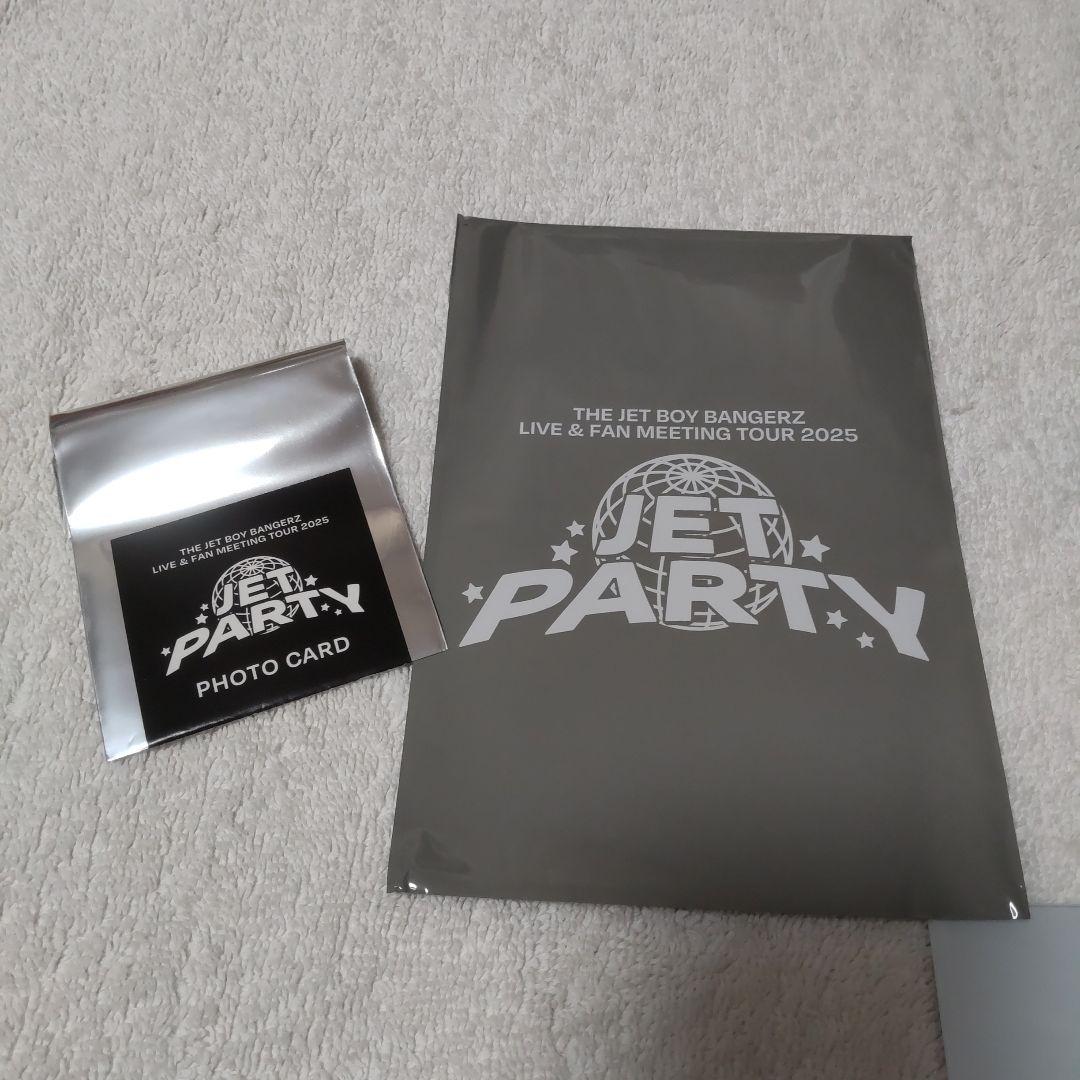 THE JET BOY BANGERZ
LIVE & FAN MEETING TOUR 2025
JET
PARTY
PHOTO CARD
THE JET BOY BANGERZ
LIVE & FAN MEETING TOUR 2025
JET
PARTY